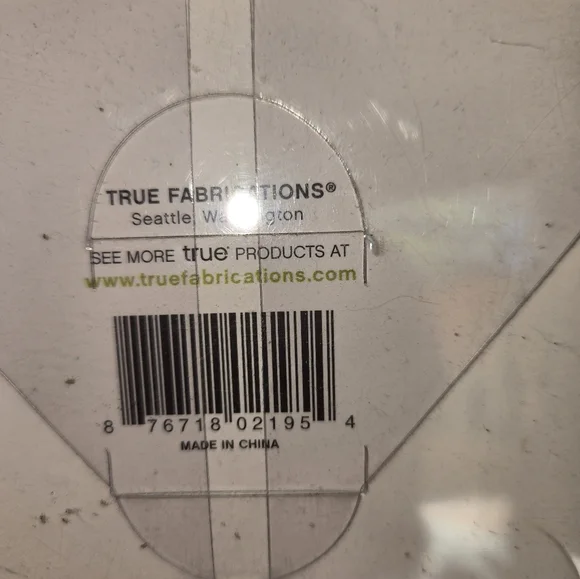 TRUE FABRICATIONS®
Seattle, Washington
SEE MORE true® PRODUCTS AT
www.truefabrications.com
8 76718 02195 4
MADE IN CHINA